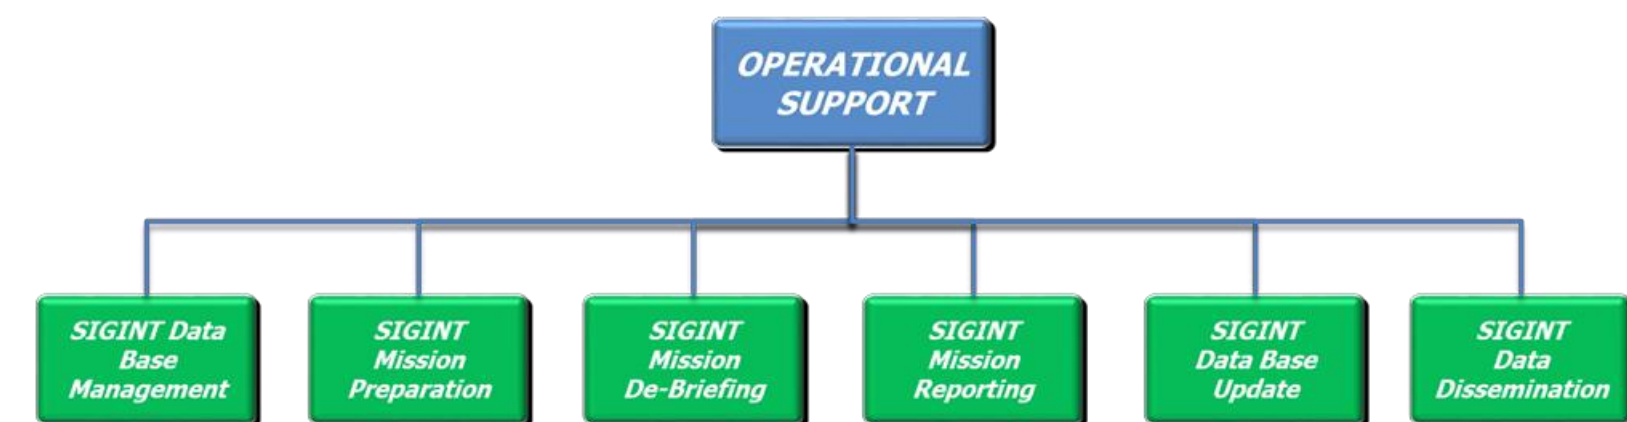 OPERATIONAL
SUPPORT
SIGINT Data
Base
Management
SIGINT
Mission
Preparation
SIGINT
Mission
De-Briefing
SIGINT
Mission
Reporting
SIGINT
Data Base
Update
SIGINT
Data
Dissemination